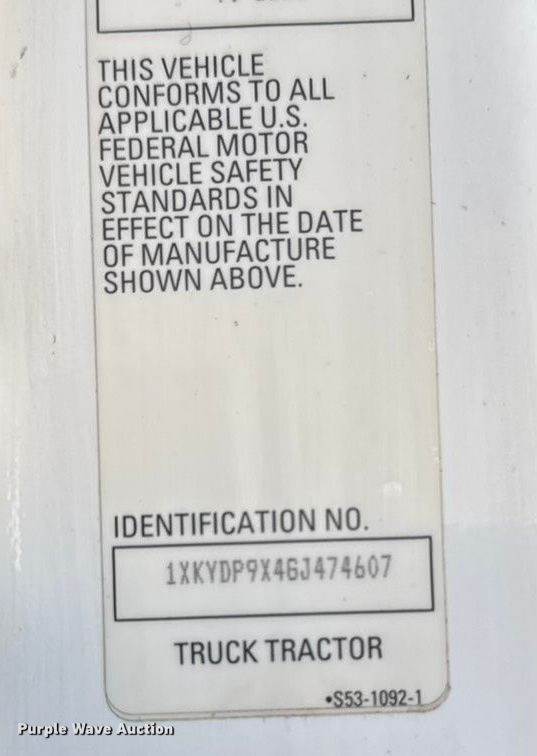 THIS VEHICLE
CONFORMS TO ALL
APPLICABLE U.S.
FEDERAL MOTOR
VEHICLE SAFETY
STANDARDS IN
EFFECT ON THE DATE
OF MANUFACTURE
SHOWN ABOVE.
IDENTIFICATION NO.
1XKYDP9X4GJ474607
TRUCK TRACTOR
•S53-1092-1
Purple Wave Auction